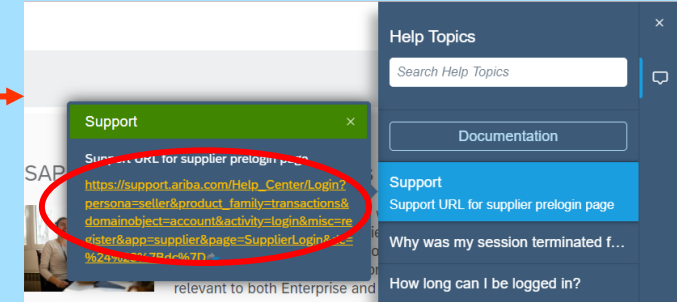 Help Topics
Search Help Topics
Documentation
Support
Support URL for supplier prelogin page
Why was my session terminated f...
How long can I be logged in?
Support
Support URL for supplier prelogin page
https://support.ariba.com/Help_Center/Login?
persona=seller&product_family=transactions&
domainobject=account&activity=login&misc=re
gister&app=supplier&page=SupplierLogin&
%7Bdc%7D
SAP
relevant to both Enterprise and